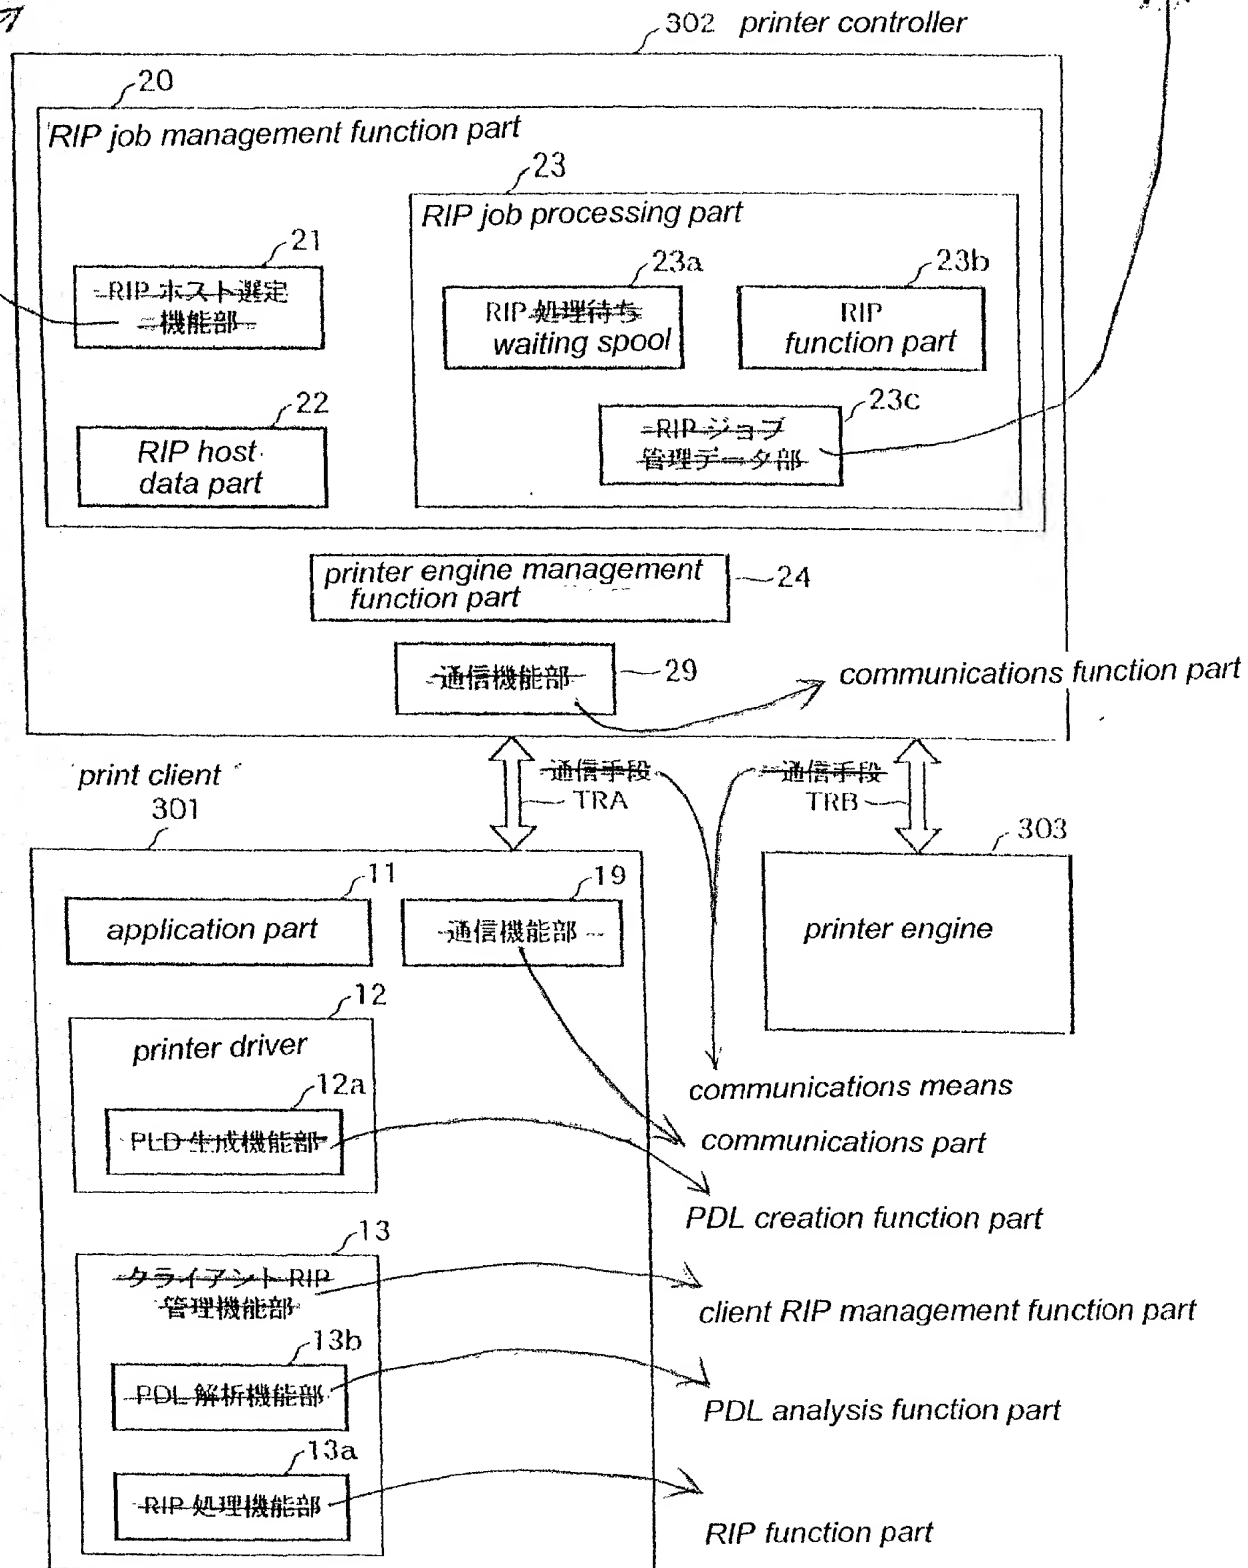 302 printer controller
20
RIP job management function part
23
RIP job processing part
21
RIP ホスト選定
機能部
23a
RIP 処理待ち
waiting spool
23b
RIP
function part
22
RIP host
data part
23c
RIP ジョブ
管理データ部
printer engine management
function part
24
通信機能部
29
communications function part
print client
301
通信手段
TRA
通信手段
TRB
303
11
application part
19
通信機能部
printer engine
12
printer driver
communications means
12a
PLD 生成機能部
communications part
PDL creation function part
13
クライアント RIP
管理機能部
client RIP management function part
13b
PDL 解析機能部
PDL analysis function part
13a
RIP 処理機能部
RIP function part